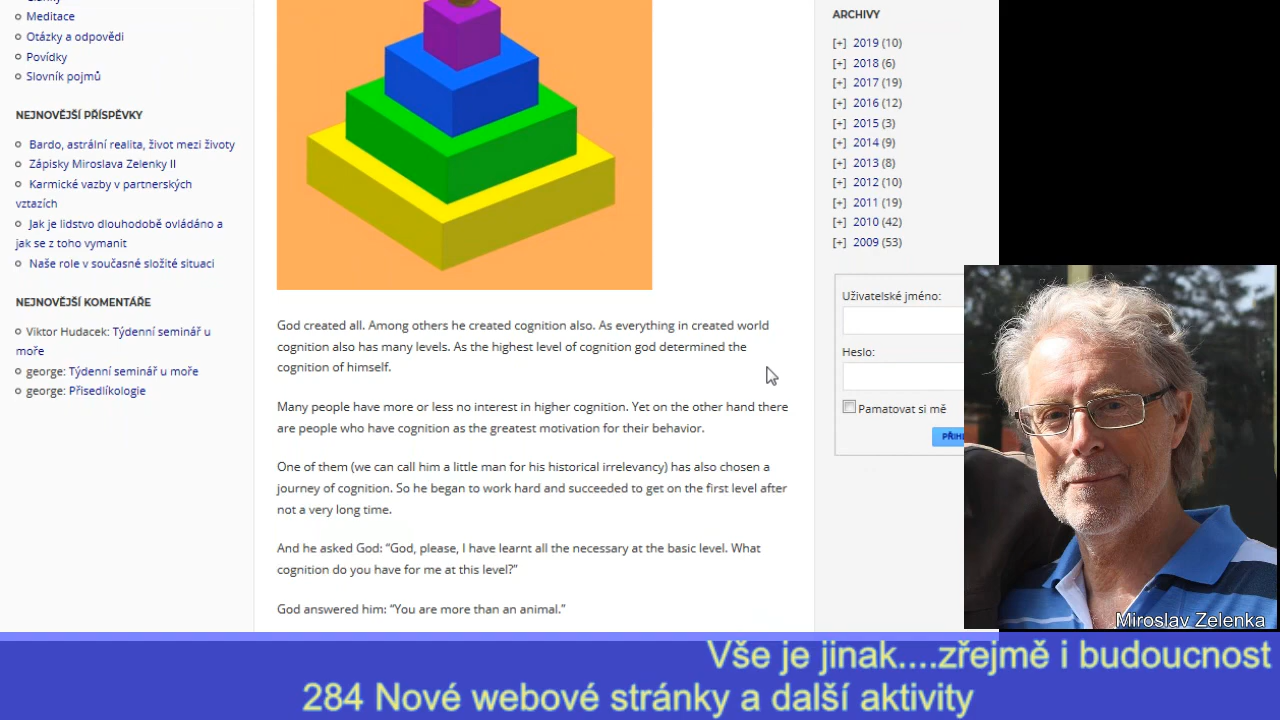 Meditace
Otázky a odpovědi
Povídky
Slovník pojmů
NEJNOVĚJŠÍ PŘÍSPĚVKY
Bardo, astrální realita, život mezi životy
Zápisky Miroslava Zelenky II
Karmické vazby v partnerských
vztazích
Jak je lidstvo dlouhodobě ovládáno a
jak se z toho vymanit
Naše role v současné složité situaci
NEJNOVĚJŠÍ KOMENTÁŘE
Viktor Hudacek: Týdenní seminář u
moře
george: Týdenní seminář u moře
george: Přisedlíkologie
God created all. Among others he created cognition also. As everything in created world
cognition also has many levels. As the highest level of cognition god determined the
cognition of himself.
Many people have more or less no interest in higher cognition. Yet on the other hand there
are people who have cognition as the greatest motivation for their behavior.
One of them (we can call him a little man for his historical irrelevancy) has also chosen a
journey of cognition. So he began to work hard and succeeded to get on the first level after
not a very long time.
And he asked God: “God, please, I have learnt all the necessary at the basic level. What
cognition do you have for me at this level?”
God answered him: “You are more than an animal.”
ARCHIVY
[+] 2019 (10)
[+] 2018 (6)
[+] 2017 (19)
[+] 2016 (12)
[+] 2015 (3)
[+] 2014 (9)
[+] 2013 (8)
[+] 2012 (10)
[+] 2011 (19)
[+] 2010 (42)
[+] 2009 (53)
Uživatelské jméno:
Heslo:
Pamatovat si mě
PŘIH
Miroslav Zelenka
Vše je jinak....zřejmě i budoucnost
284 Nové webové stránky a další aktivity